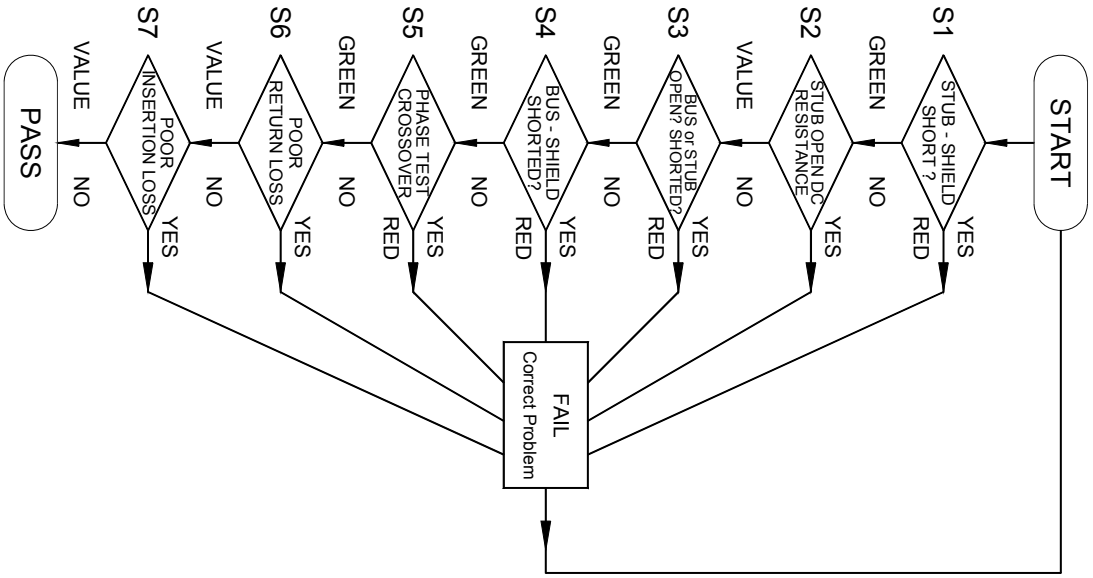 START
S1
STUB - SHIELD
SHORT ?
YES
RED
GREEN
NO
S2
STUB OPEN DC
RESISTANCE
YES
VALUE
NO
S3
BUS or STUB
OPEN? SHORTED?
YES
RED
GREEN
NO
S4
BUS - SHIELD
SHORTED?
YES
RED
GREEN
NO
S5
PHASE TEST
CROSSOVER
YES
RED
GREEN
NO
S6
POOR
RETURN LOSS
YES
VALUE
NO
S7
POOR
INSERTION LOSS
YES
VALUE
NO
PASS
FAIL
Correct Problem